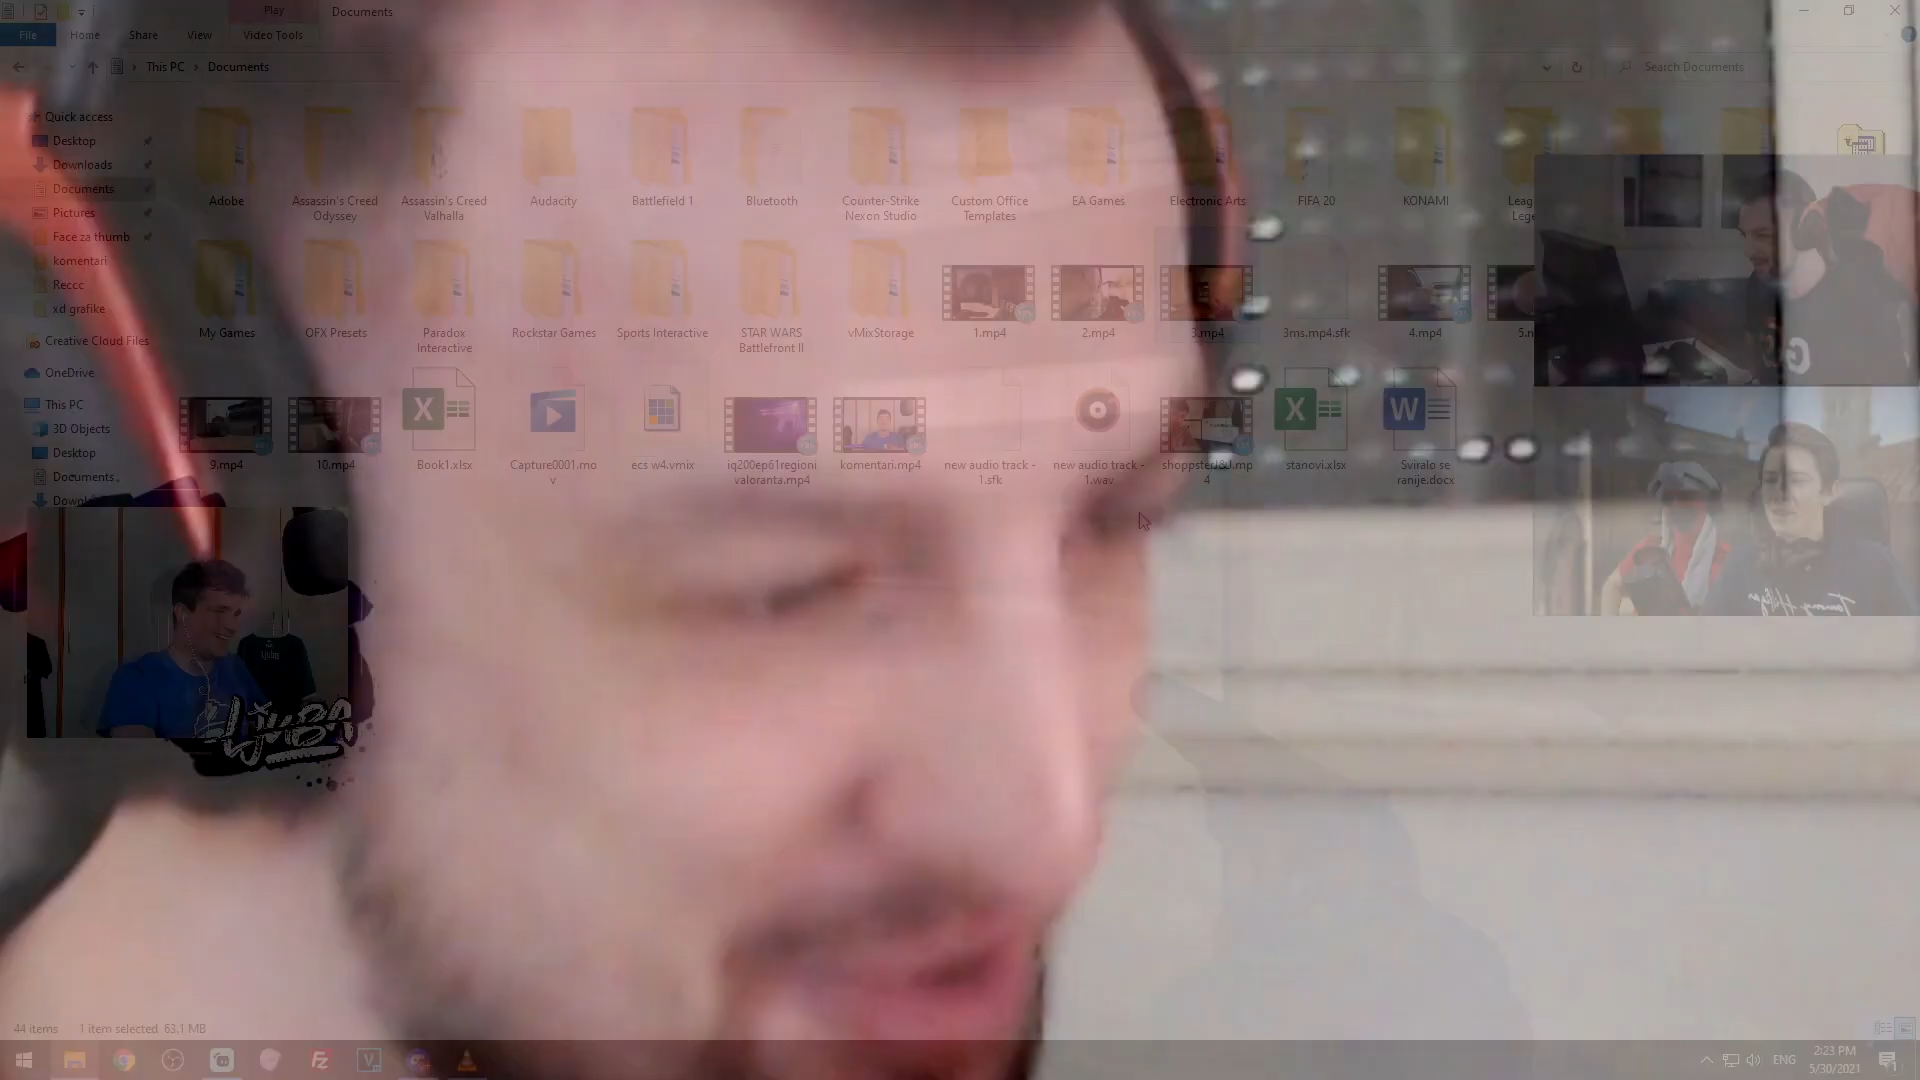 Play
Documents
File
Home
Share
View
Video Tools
This PC
Documents
Search Documents
Quick access
Desktop
Downloads
Documents
Pictures
Face za thumb
komentari
Reccc
xd grafike
Creative Cloud Files
OneDrive
This PC
3D Objects
Desktop
Documents
Adobe
Assassin's Creed
Odyssey
Assassin's Creed
Valhalla
Audacity
Battlefield 1
Bluetooth
Counter-Strike
Nexon Studio
Custom Office
Templates
EA Games
Electronic Arts
FIFA 20
KONAMI
My Games
OFX Presets
Paradox
Interactive
Rockstar Games
Sports Interactive
STAR WARS
Battlefront II
vMixStorage
1.mp4
2.mp4
3.mp4
3ms.mp4.sfk
4.mp4
9.mp4
10.mp4
Book1.xlsx
Capture0001.mo
v
ecs w4.vmix
iq200ep61regioni
valoranta.mp4
komentari.mp4
new audio track -
1.sfk
new audio track -
1.wav
shoppsterJ&J.mp
4
stanovi.xlsx
Sviralo se
ranije.docx
LJUBA
44 items
1 item selected 63.1 MB
ENG
2:23 PM
5/30/2021